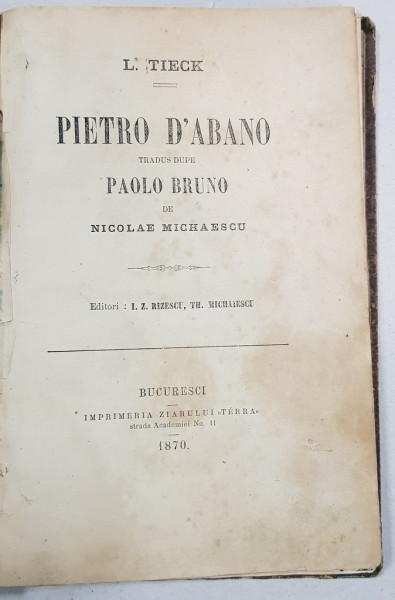 L. TIECK
PIETRO D'ABANO
TRADUS DUPE
PAOLO BRUNO
DE
NICOLAE MICHAESCU
Editori : I. Z. RIZESCU, TH. MICHAIESCU
BUCURESCI
IMPRIMERIA ZIARULUI «TERRA»
strada Academiei No. 11
1870.